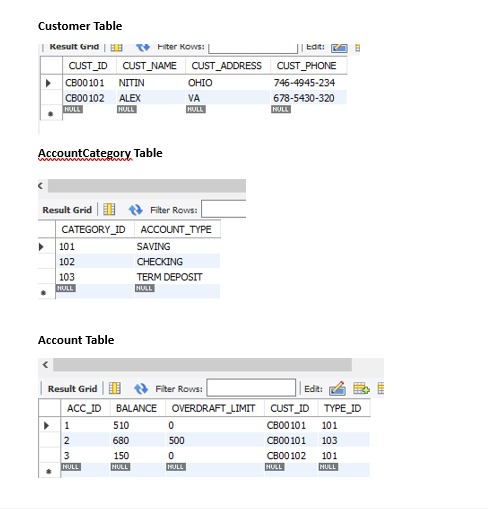 Customer Table
Result Grid Filter Rows: Edit:
CUST_ID CUST_NAME CUST_ADDRESS CUST_PHONE
CB00101 NITIN OHIO 746-4945-234
CB00102 ALEX VA 678-5430-320
NULL NULL NULL NULL
AccountCategory Table
Result Grid Filter Rows:
CATEGORY_ID ACCOUNT_TYPE
101 SAVING
102 CHECKING
103 TERM DEPOSIT
NULL NULL
Account Table
Result Grid Filter Rows: Edit:
ACC_ID BALANCE OVERDRAFT_LIMIT CUST_ID TYPE_ID
1 510 0 CB00101 101
2 680 500 CB00101 103
3 150 0 CB00102 101
NULL NULL NULL NULL NULL